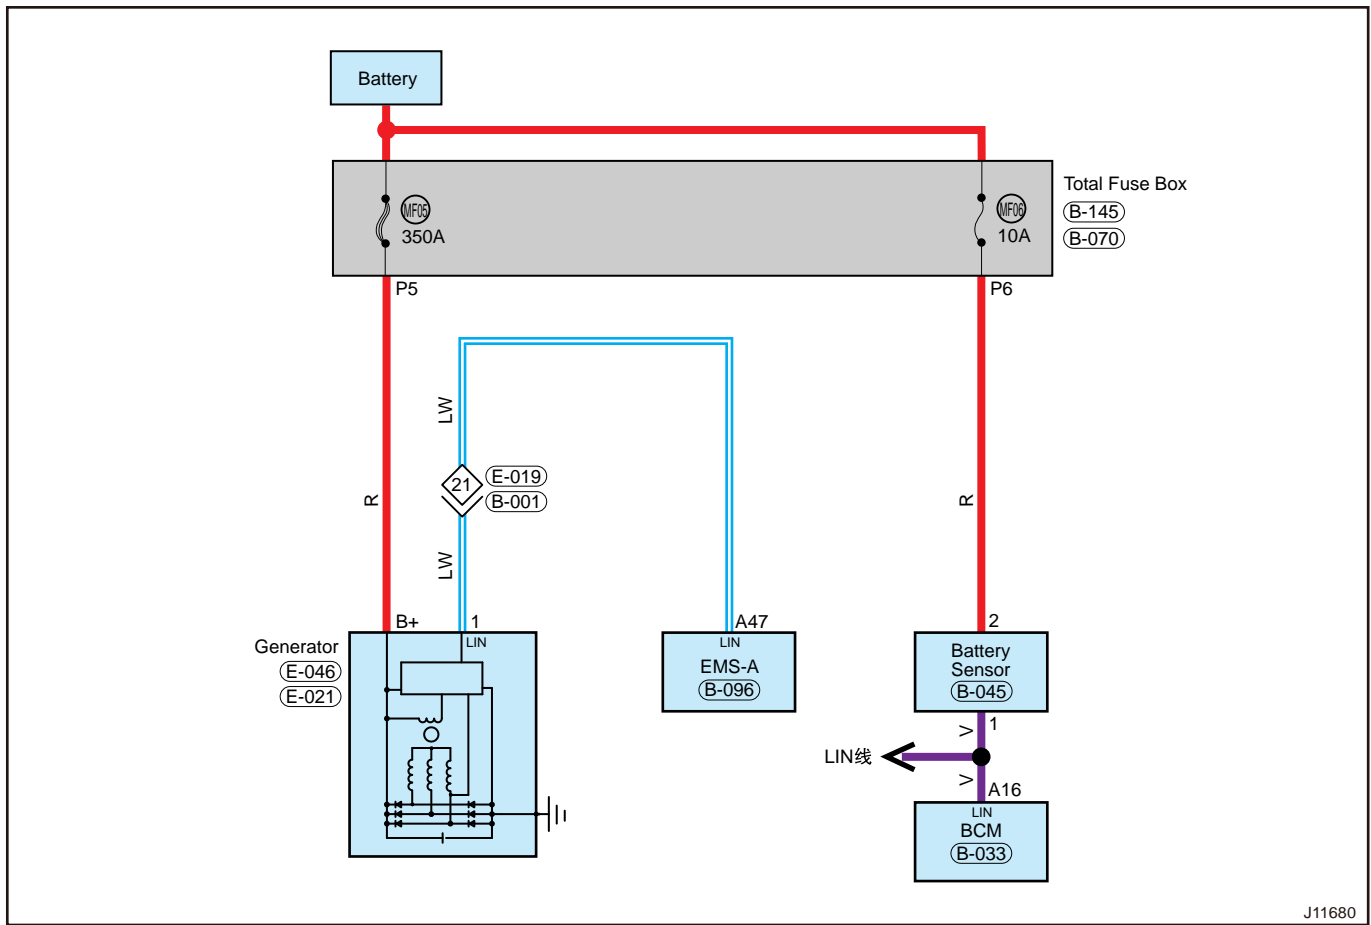 Battery
Total Fuse Box
B-145
B-070
MF05
350A
MF06
10A
P5
P6
LW
21
E-019
B-001
R
R
LW
B+
1
LIN
A47
LIN
EMS-A
B-096
2
Battery
Sensor
B-045
Generator
E-046
E-021
V
1
LIN线
V
A16
LIN
BCM
B-033
J11680